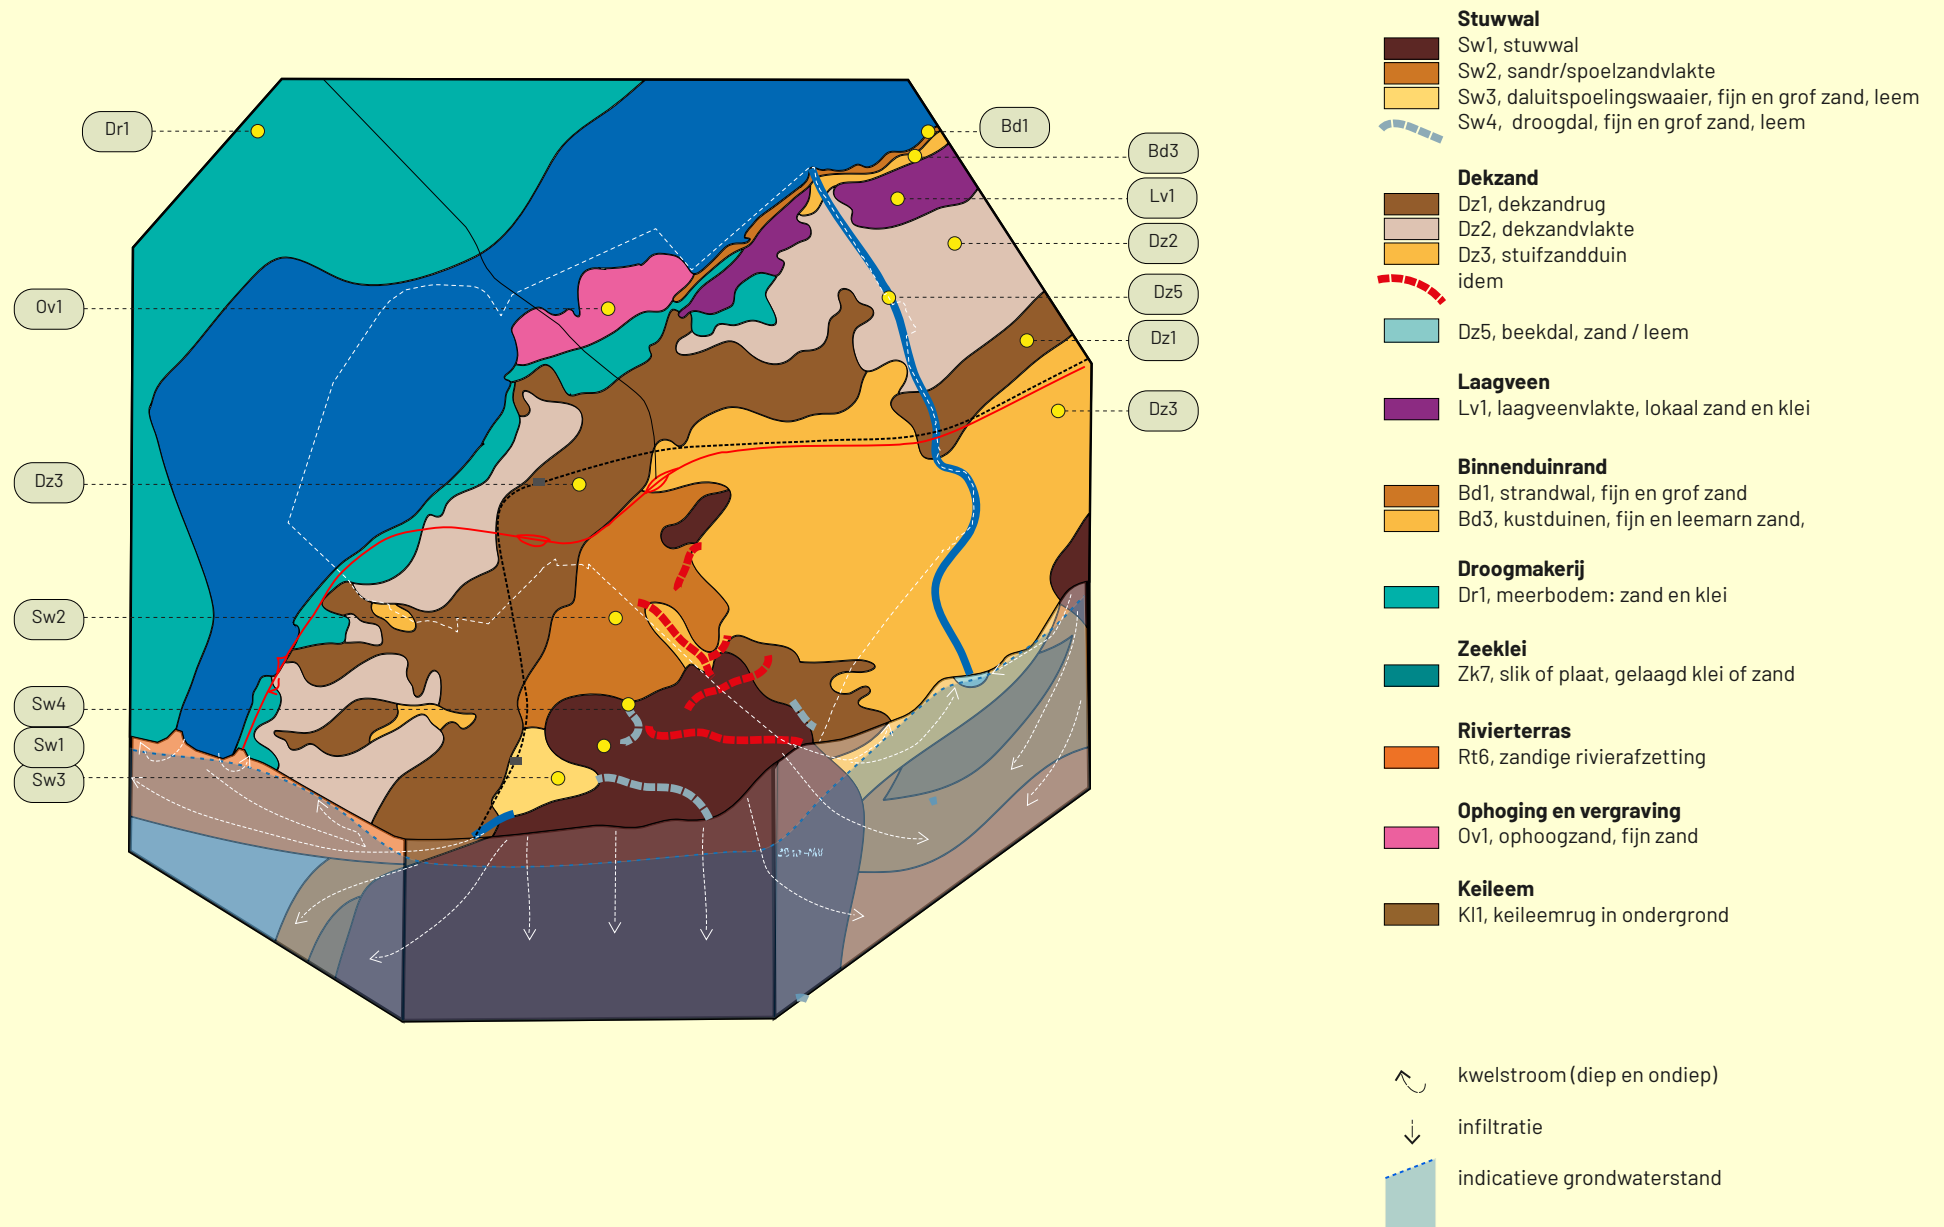 Dr1
Ov1
Dz3
Sw2
Sw4
Sw1
Sw3
Bd1
Bd3
Lv1
Dz2
Dz5
Dz1
Dz3
Stuwwal
Sw1, stuwwal
Sw2, sandr/spoelzandvlakte
Sw3, daluitspoelingswaaier, fijn en grof zand, leem
Sw4, droogdal, fijn en grof zand, leem
Dekzand
Dz1, dekzandrug
Dz2, dekzandvlakte
Dz3, stuifzandduin
idem
Dz5, beekdal, zand / leem
Laagveen
Lv1, laagveenvlakte, lokaal zand en klei
Binnenduinrand
Bd1, strandwal, fijn en grof zand
Bd3, kustduinen, fijn en leemarn zand,
Droogmakerij
Dr1, meerbodem: zand en klei
Zeeklei
Zk7, slik of plaat, gelaagd klei of zand
Rivierterras
Rt6, zandige rivierafzetting
Ophoging en vergraving
Ov1, ophoogzand, fijn zand
Keileem
Kl1, keileemrug in ondergrond
kwelstroom (diep en ondiep)
infiltratie
indicatieve grondwaterstand